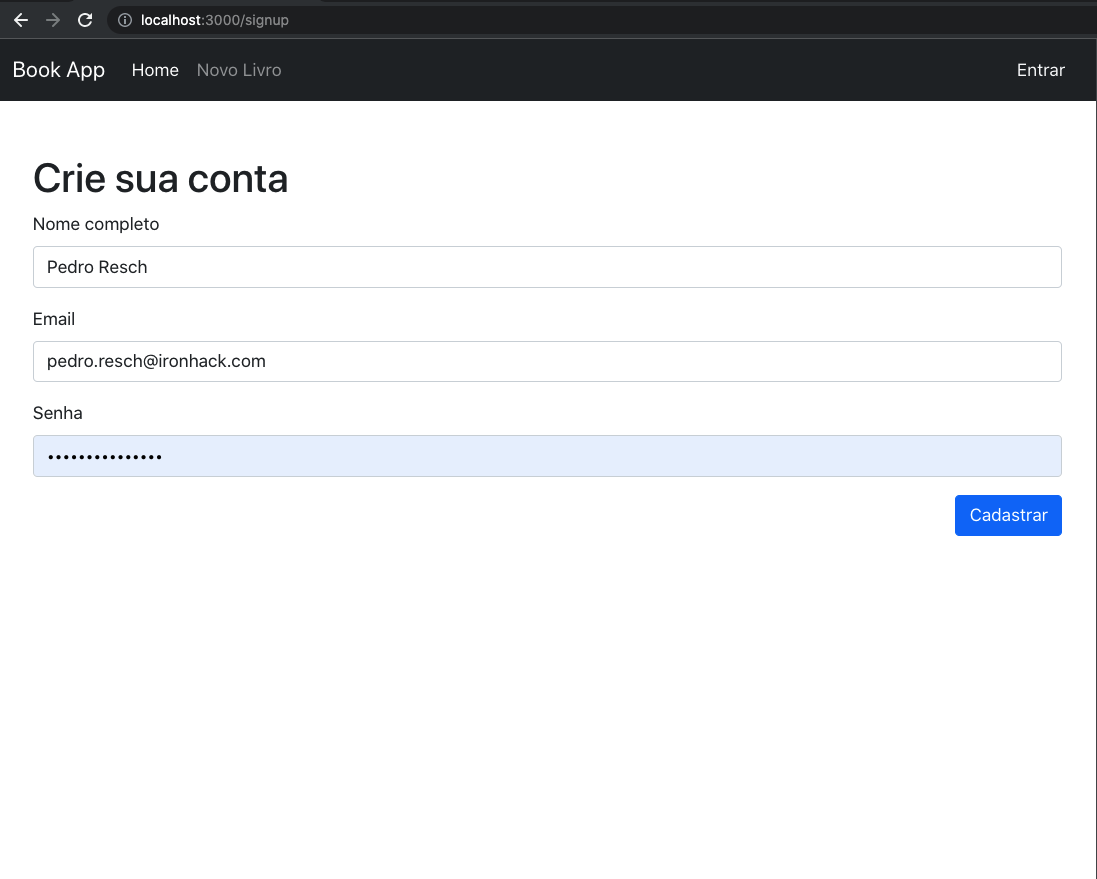 localhost:3000/signup
Book App Home Novo Livro Entrar
Crie sua conta
Nome completo
Pedro Resch
Email
pedro.resch@ironhack.com
Senha
•••••••••••••••
Cadastrar